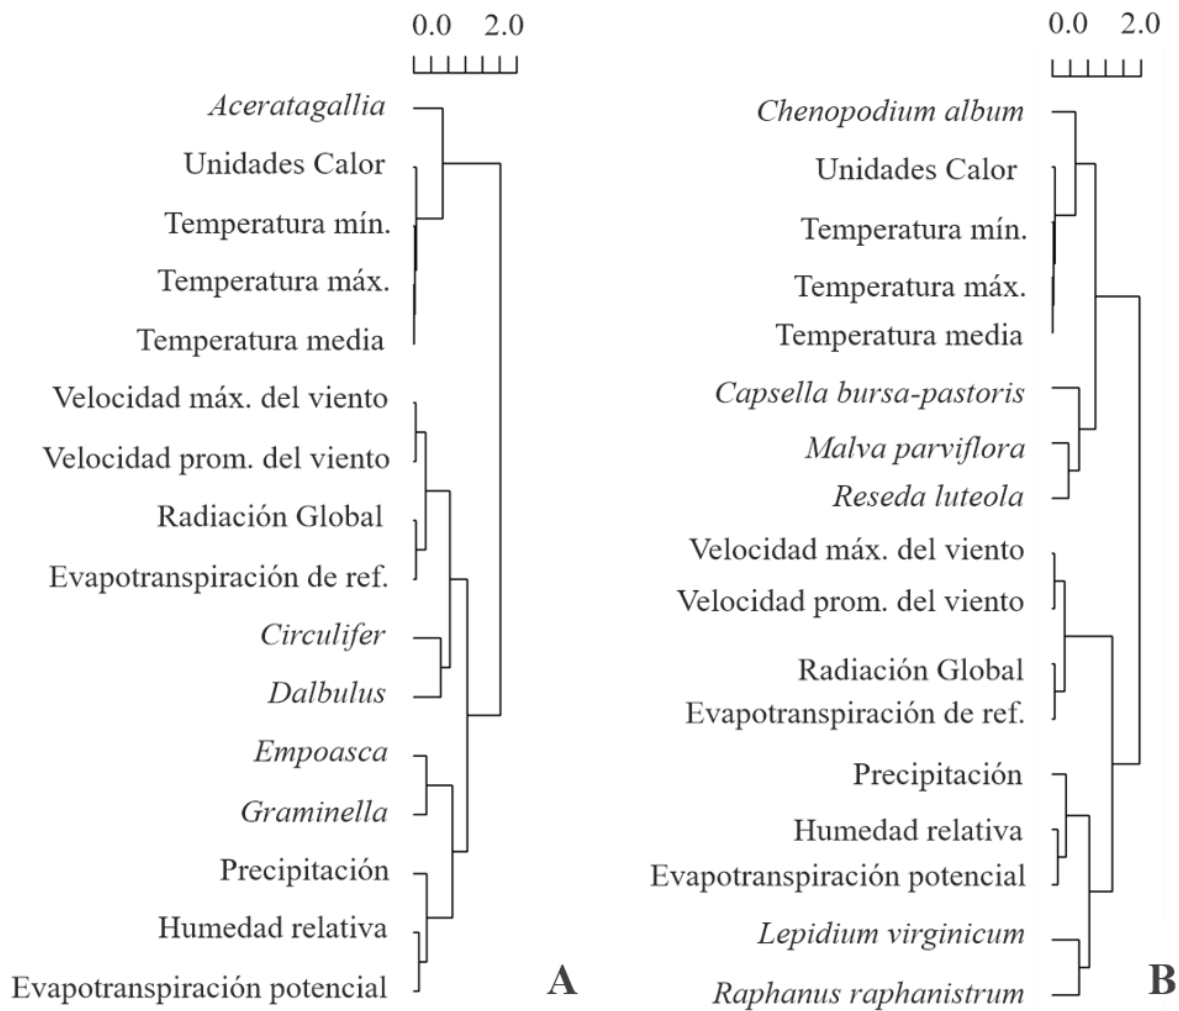 0.0 2.0
Aceratagallia
Unidades Calor
Temperatura mín.
Temperatura máx.
Temperatura media
Velocidad máx. del viento
Velocidad prom. del viento
Radiación Global
Evapotranspiración de ref.
Circulifer
Dalbulus
Empoasca
Graminella
Precipitación
Humedad relativa
Evapotranspiración potencial
A
0.0 2.0
Chenopodium album
Unidades Calor
Temperatura mín.
Temperatura máx.
Temperatura media
Capsella bursa-pastoris
Malva parviflora
Reseda luteola
Velocidad máx. del viento
Velocidad prom. del viento
Radiación Global
Evapotranspiración de ref.
Precipitación
Humedad relativa
Evapotranspiración potencial
Lepidium virginicum
Raphanus raphanistrum
B